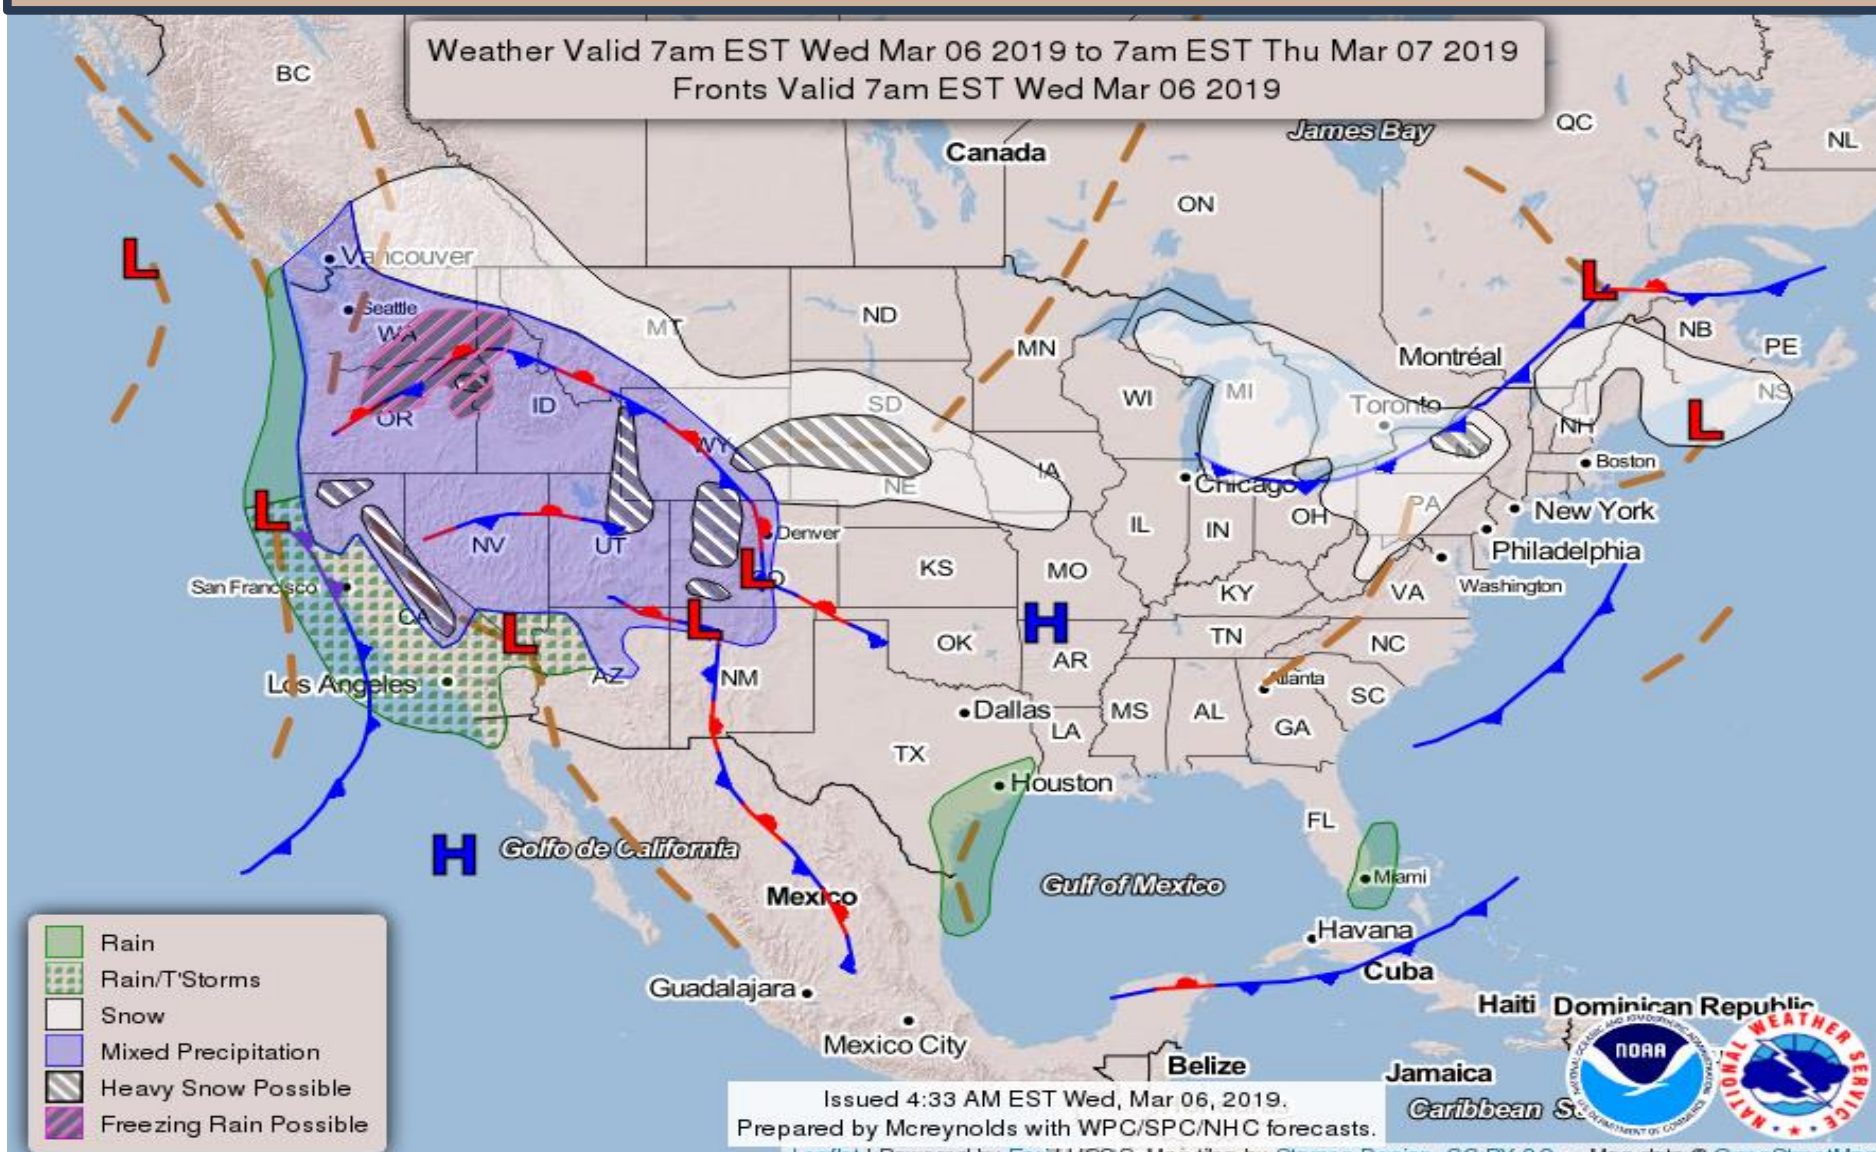 Weather Valid 7am EST Wed Mar 06 2019 to 7am EST Thu Mar 07 2019
Fronts Valid 7am EST Wed Mar 06 2019
BC
James Bay
QC
NL
Canada
ON
L
Vancouver
L
Seattle
WA
MT
ND
MN
NB
PE
Montréal
OR
ID
WY
SD
WI
MI
Toronto
NS
L
NH
NE
IA
NY
Boston
L
Chicago
PA
New York
NV
UT
Denver
IL
IN
OH
Philadelphia
San Francisco
L
CO
KS
MO
KY
VA
Washington
CA
L
L
H
OK
TN
NC
AR
Los Angeles
AZ
NM
Atlanta
SC
Dallas
LA
MS
AL
GA
TX
Houston
H
Golfo de California
FL
Gulf of Mexico
Miami
Mexico
Havana
Cuba
Guadalajara
Mexico City
Haiti
Dominican Republic
Belize
Jamaica
Caribbean
Rain
Rain/T'Storms
Snow
Mixed Precipitation
Heavy Snow Possible
Freezing Rain Possible
Issued 4:33 AM EST Wed, Mar 06, 2019.
Prepared by Mcreynolds with WPC/SPC/NHC forecasts.
NOAA
NATIONAL WEATHER SERVICE